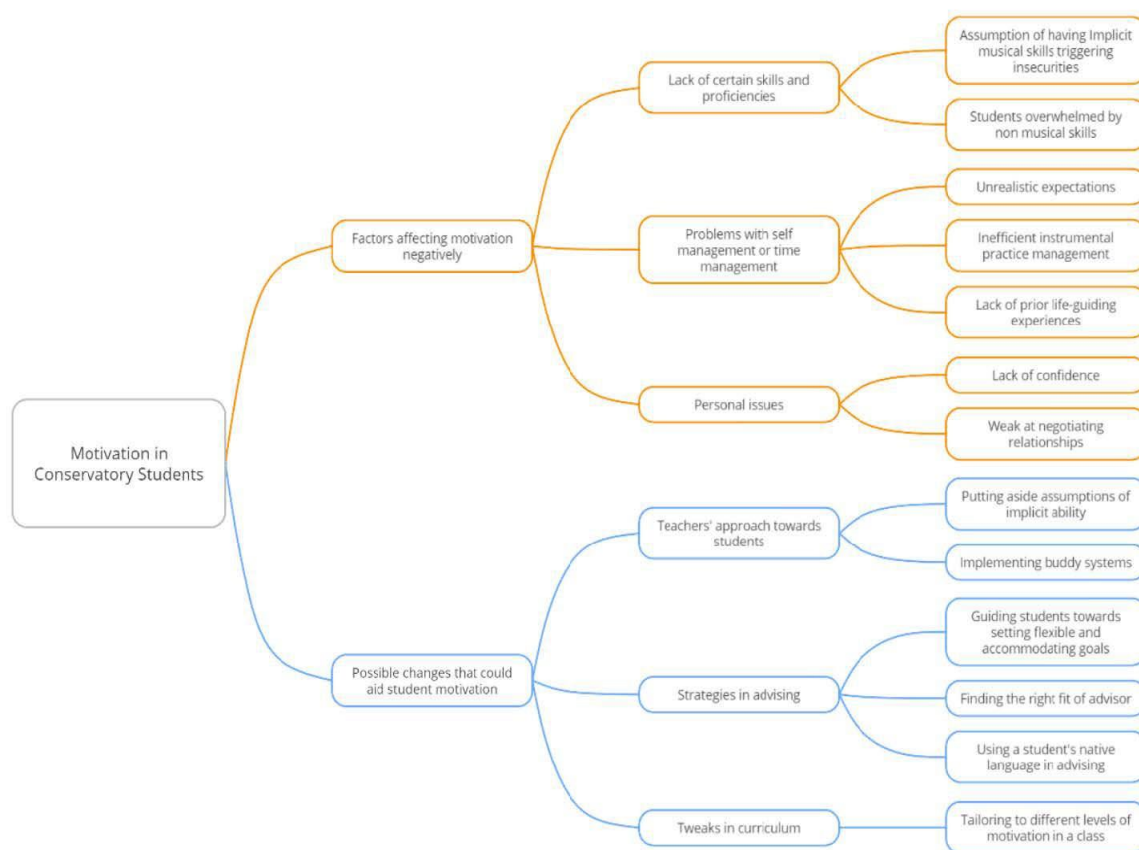 Motivation in
Conservatory Students
Factors affecting motivation
negatively
Lack of certain skills and
proficiencies
Assumption of having Implicit
musical skills triggering
insecurities
Students overwhelmed by
non musical skills
Problems with self
management or time
management
Unrealistic expectations
Inefficient instrumental
practice management
Lack of prior life-guiding
experiences
Personal issues
Lack of confidence
Weak at negotiating
relationships
Possible changes that could
aid student motivation
Teachers' approach towards
students
Putting aside assumptions of
implicit ability
Implementing buddy systems
Strategies in advising
Guiding students towards
setting flexible and
accommodating goals
Finding the right fit of advisor
Using a student's native
language in advising
Tweaks in curriculum
Tailoring to different levels of
motivation in a class